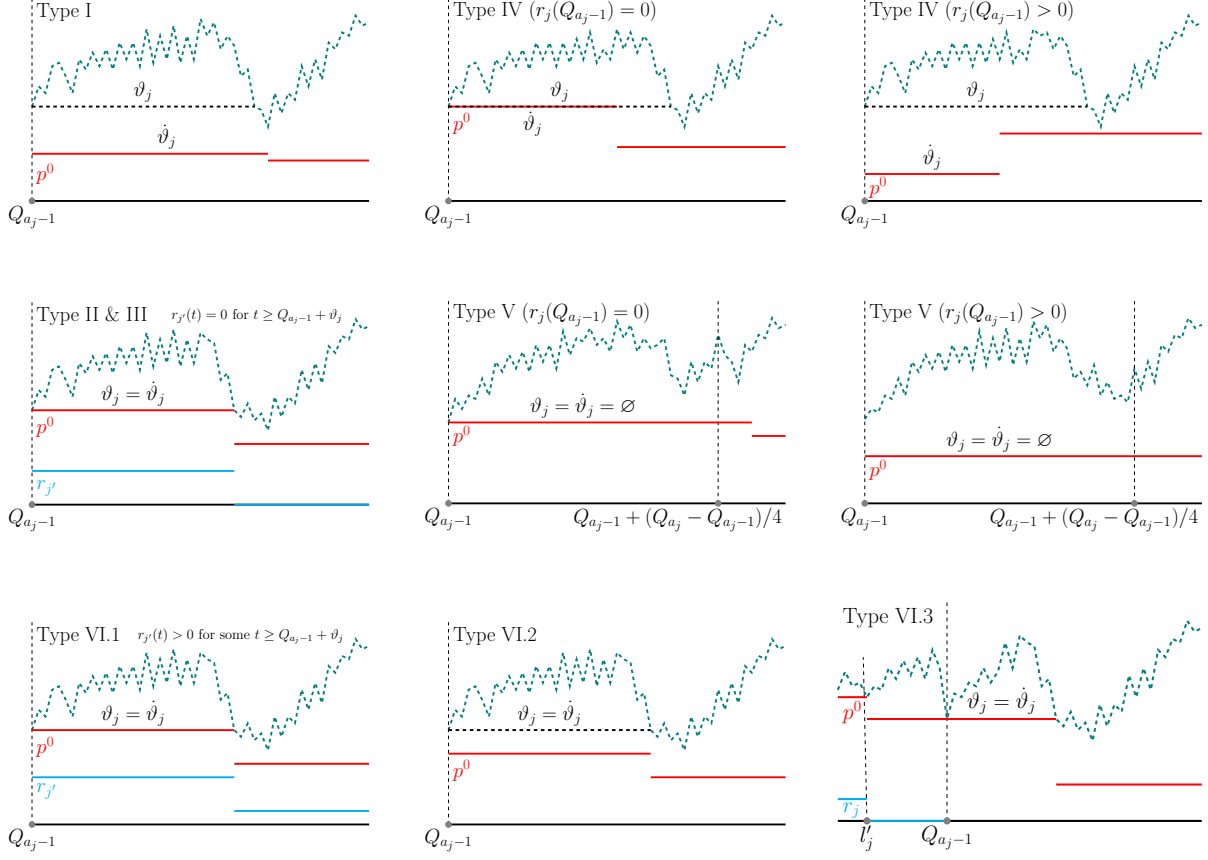 Type I
ϑ_j
ϑ̇_j
p^0
Q_{a_j−1}
Type IV (r_j(Q_{a_j−1}) = 0)
ϑ_j
p^0
ϑ̇_j
Q_{a_j−1}
Type IV (r_j(Q_{a_j−1}) > 0)
ϑ_j
ϑ̇_j
p^0
Q_{a_j−1}
Type II & III r_{j′}(t) = 0 for t ≥ Q_{a_j−1} + ϑ_j
ϑ_j = ϑ̇_j
p^0
r_{j′}
Q_{a_j−1}
Type V (r_j(Q_{a_j−1}) = 0)
ϑ_j = ϑ̇_j = ∅
p^0
Q_{a_j−1} Q_{a_j−1} + (Q_{a_j} − Q_{a_j−1})/4
Type V (r_j(Q_{a_j−1}) > 0)
ϑ_j = ϑ̇_j = ∅
p^0
Q_{a_j−1} Q_{a_j−1} + (Q_{a_j} − Q_{a_j−1})/4
Type VI.1 r_{j′}(t) > 0 for some t ≥ Q_{a_j−1} + ϑ_j
ϑ_j = ϑ̇_j
p^0
r_{j′}
Q_{a_j−1}
Type VI.2
ϑ_j = ϑ̇_j
p^0
Q_{a_j−1}
Type VI.3
ϑ_j = ϑ̇_j
p^0
r_j
l′_j Q_{a_j−1}